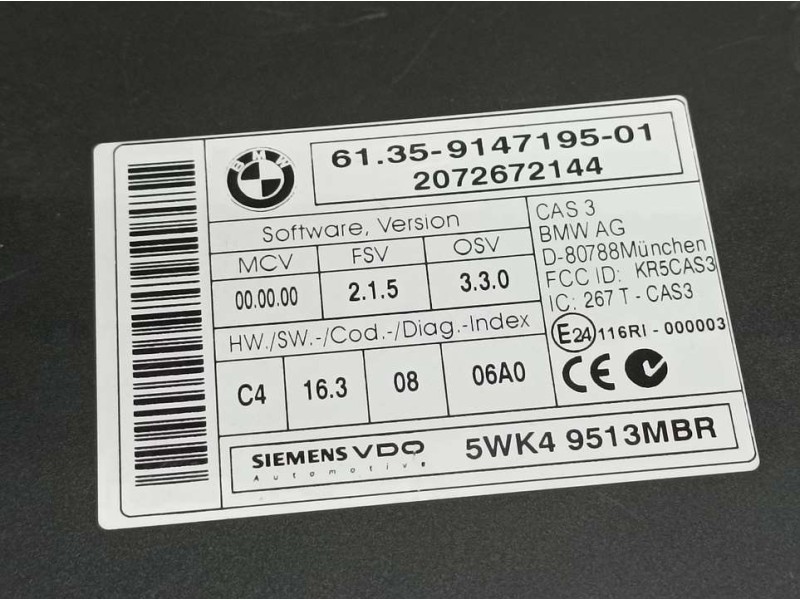 BMW
61.35-9147195-01
2072672144
Software, Version
MCV FSV OSV
00.00.00 2.1.5 3.3.0
HW./SW.-/Cod.-/Diag.-Index
C4 16.3 08 06A0
CAS 3
BMW AG
D-80788München
FCC ID: KR5CAS3
IC: 267 T - CAS3
E24 116RI - 000003
CE
SIEMENS VDO
Automotive
5WK4 9513MBR